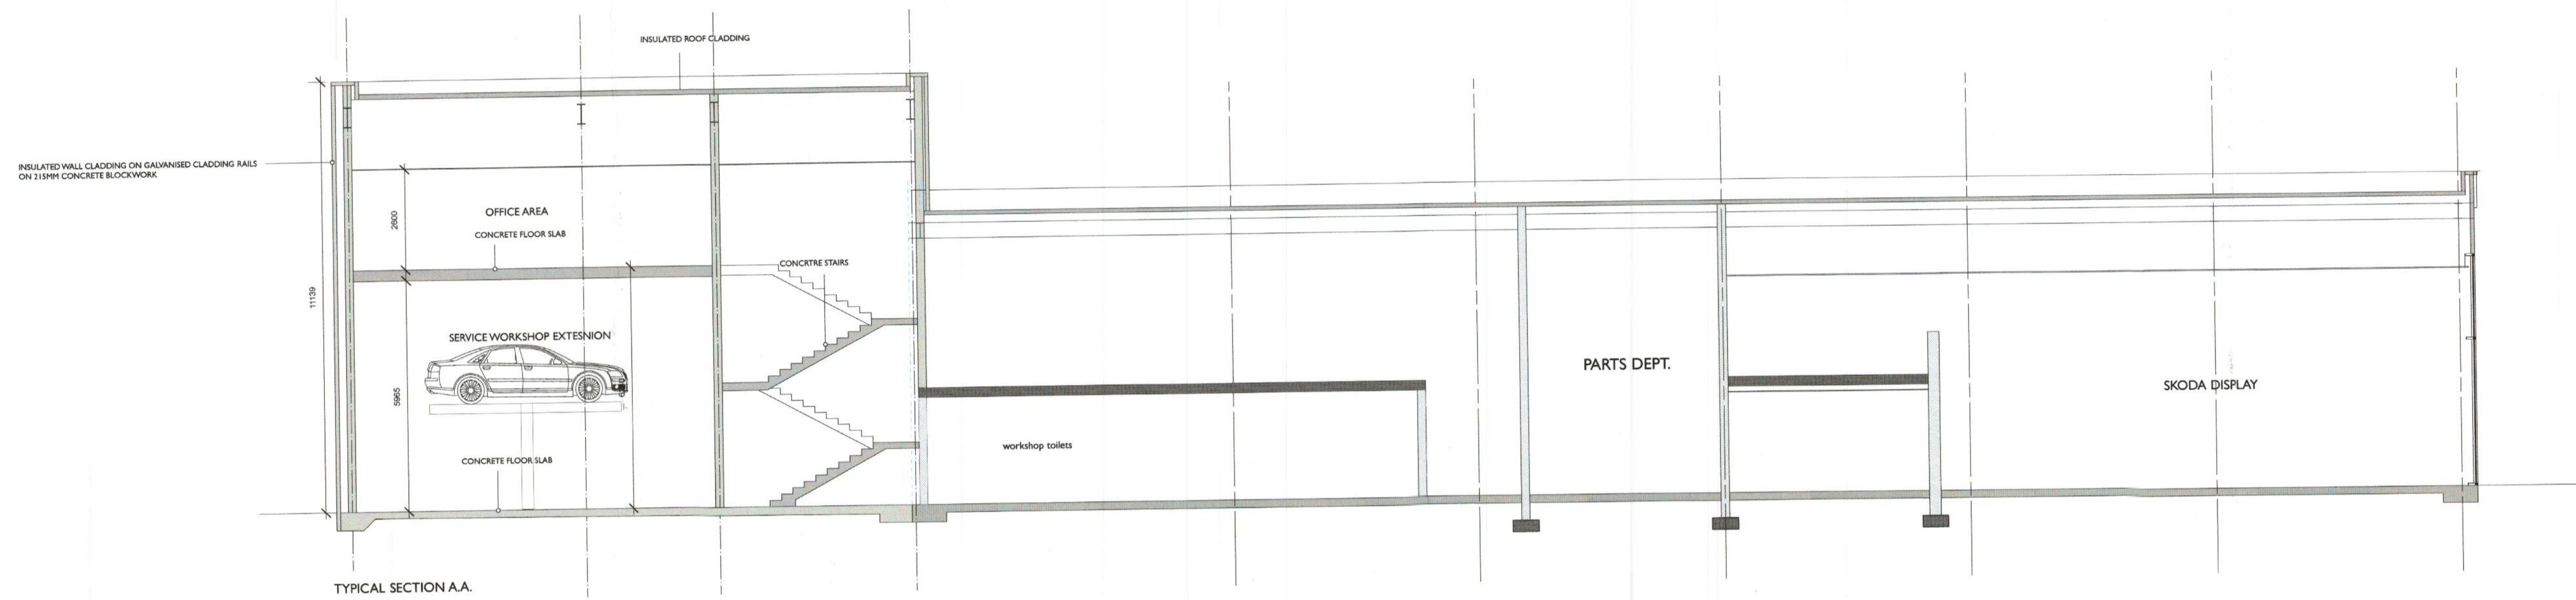 INSULATED ROOF CLADDING
INSULATED WALL CLADDING ON GALVANISED CLADDING RAILS
ON 215MM CONCRETE BLOCKWORK
OFFICE AREA
2600
CONCRETE FLOOR SLAB
CONCRTRE STAIRS
11139
SERVICE WORKSHOP EXTESNION
PARTS DEPT.
SKODA DISPLAY
5965
workshop toilets
CONCRETE FLOOR SLAB
TYPICAL SECTION A.A.